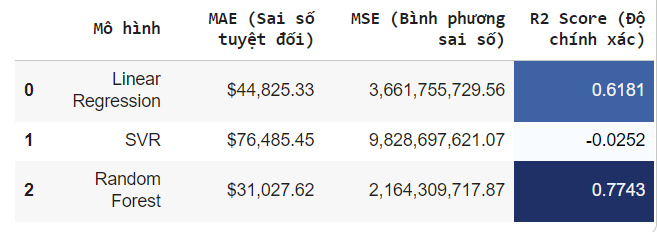 Mô hình MAE (Sai số tuyệt đối) MSE (Bình phương sai số) R2 Score (Độ chính xác)
0 Linear Regression $44,825.33 3,661,755,729.56 0.6181
1 SVR $76,485.45 9,828,697,621.07 -0.0252
2 Random Forest $31,027.62 2,164,309,717.87 0.7743